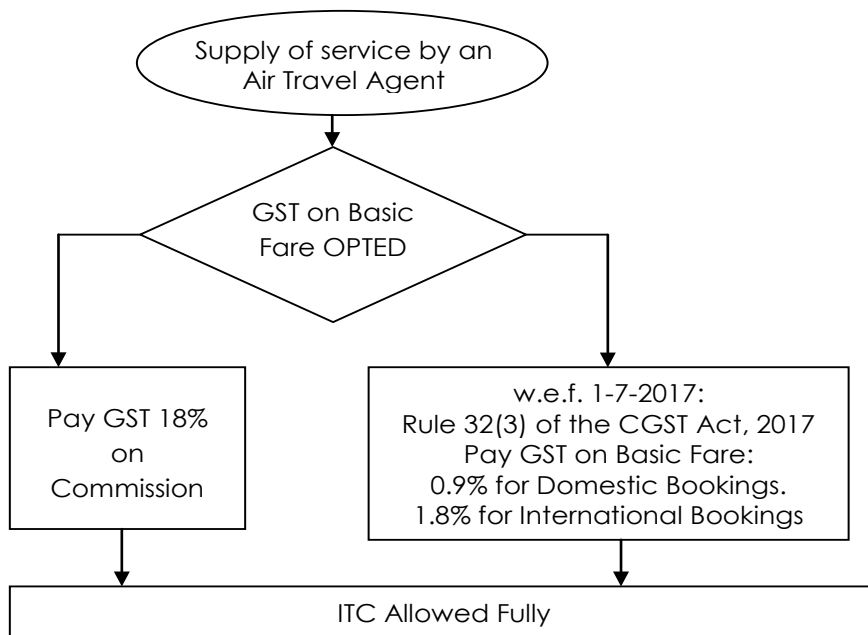 Supply of service by an
Air Travel Agent
GST on Basic
Fare OPTED
Pay GST 18%
on
Commission
w.e.f. 1-7-2017:
Rule 32(3) of the CGST Act, 2017
Pay GST on Basic Fare:
0.9% for Domestic Bookings.
1.8% for International Bookings
ITC Allowed Fully